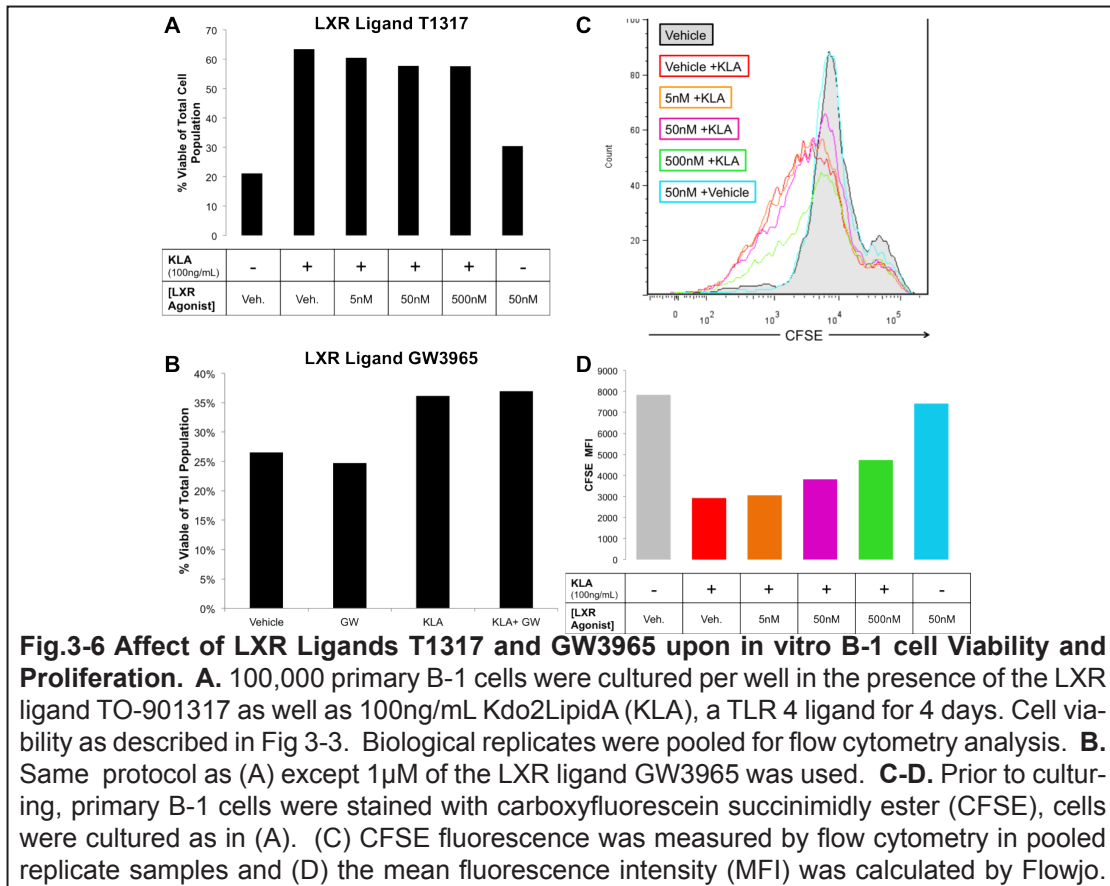 A
LXR Ligand T1317
% Viable of Total Cell
Population
70
60
50
40
30
20
10
0
KLA
(100ng/mL)
- + + + + -
[LXR
Agonist]
Veh. Veh. 5nM 50nM 500nM 50nM
B
LXR Ligand GW3965
% Viable of Total Population
40%
35%
30%
25%
20%
15%
10%
5%
0%
Vehicle GW KLA KLA+ GW
C
Vehicle
Vehicle +KLA
5nM +KLA
50nM +KLA
500nM +KLA
50nM +Vehicle
Count
100
80
60
40
20
0 10² 10³ 10⁴ 10⁵
CFSE
D
CFSE MFI
9000
8000
7000
6000
5000
4000
3000
2000
1000
0
KLA
(100ng/mL)
- + + + + -
[LXR
Agonist]
Veh. Veh. 5nM 50nM 500nM 50nM
Fig.3-6 Affect of LXR Ligands T1317 and GW3965 upon in vitro B-1 cell Viability and
Proliferation. A. 100,000 primary B-1 cells were cultured per well in the presence of the LXR
ligand TO-901317 as well as 100ng/mL Kdo2LipidA (KLA), a TLR 4 ligand for 4 days. Cell via-
bility as described in Fig 3-3. Biological replicates were pooled for flow cytometry analysis. B.
Same protocol as (A) except 1µM of the LXR ligand GW3965 was used. C-D. Prior to cultur-
ing, primary B-1 cells were stained with carboxyfluorescein succinimidly ester (CFSE), cells
were cultured as in (A). (C) CFSE fluorescence was measured by flow cytometry in pooled
replicate samples and (D) the mean fluorescence intensity (MFI) was calculated by Flowjo.